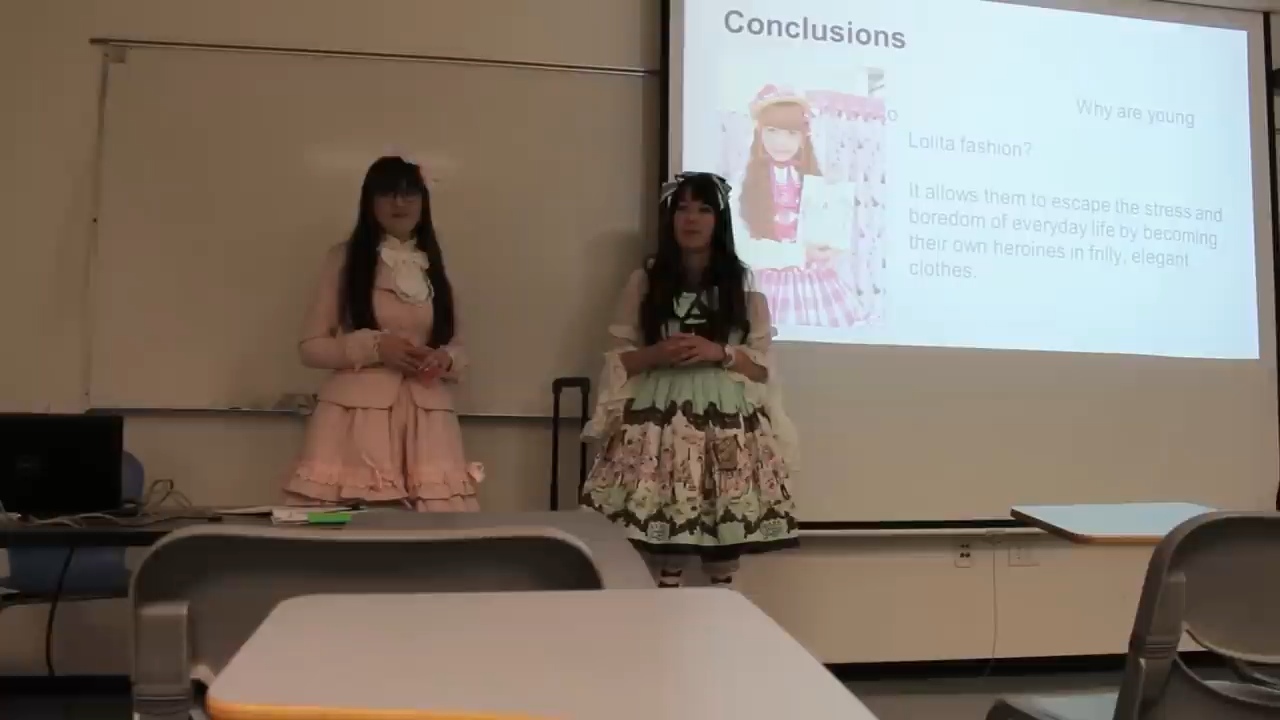 Conclusions
Why are young
Lolita fashion?
It allows them to escape the stress and
boredom of everyday life by becoming
their own heroines in frilly, elegant
clothes.